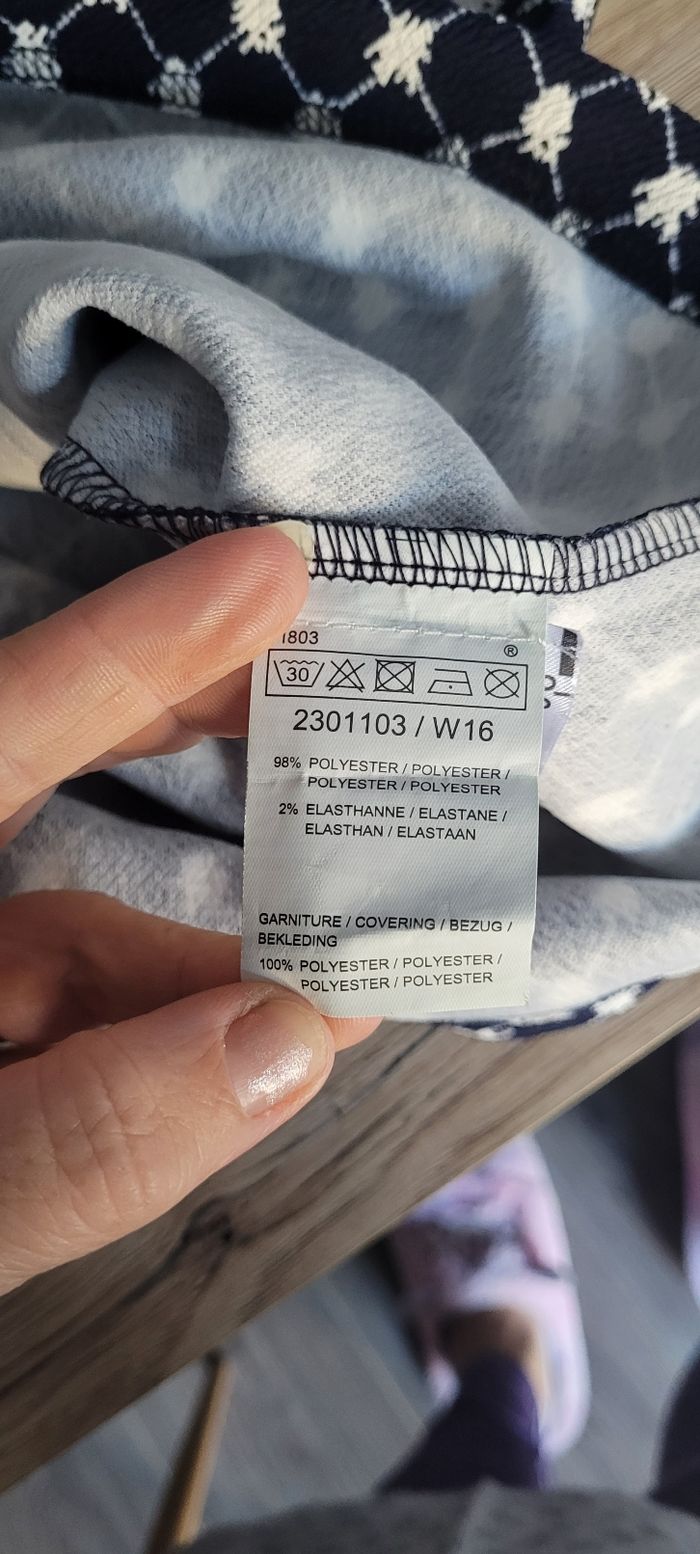 1803
®
30
2301103 / W16
98% POLYESTER / POLYESTER /
POLYESTER / POLYESTER
2% ELASTHANNE / ELASTANE /
ELASTHAN / ELASTAAN
GARNITURE / COVERING / BEZUG /
BEKLEDING
100% POLYESTER / POLYESTER /
POLYESTER / POLYESTER